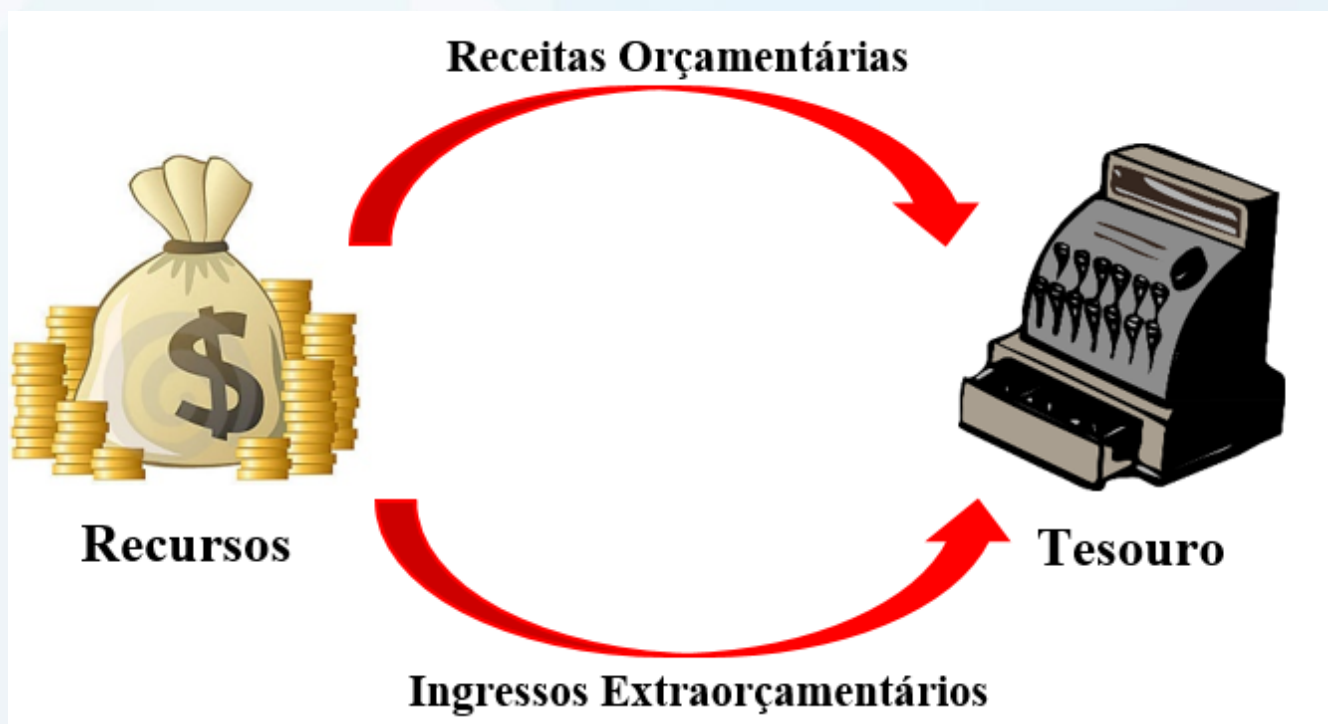 Receitas Orçamentárias
$
Recursos
Tesouro
Ingressos Extraorçamentários